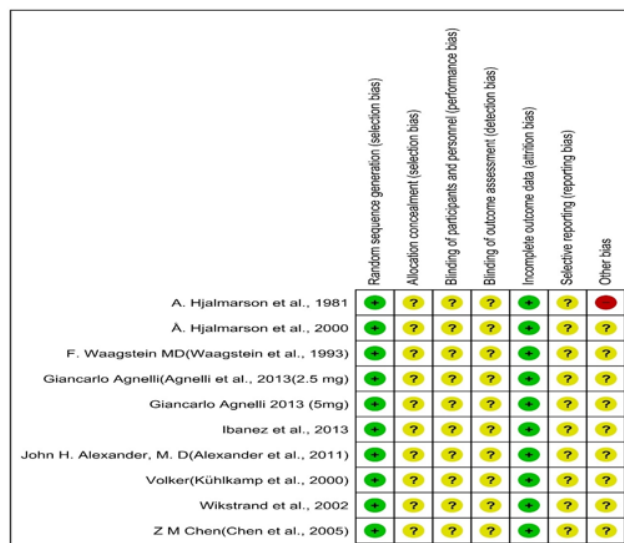 Random sequence generation (selection bias)
Allocation concealment (selection bias)
Blinding of participants and personnel (performance bias)
Blinding of outcome assessment (detection bias)
Incomplete outcome data (attrition bias)
Selective reporting (reporting bias)
Other bias
A. Hjalmarson et al., 1981 + ? ? ? + ? -
Å. Hjalmarson et al., 2000 + ? ? ? + ? ?
F. Waagstein MD(Waagstein et al., 1993) + ? ? ? + ? ?
Giancarlo Agnelli(Agnelli et al., 2013(2.5 mg) + ? ? ? + ? ?
Giancarlo Agnelli 2013 (5mg) + ? ? ? + ? ?
Ibanez et al., 2013 + ? ? ? + ? ?
John H. Alexander, M. D(Alexander et al., 2011) + ? ? ? + ? ?
Volker(Kühlkamp et al., 2000) + ? ? ? + ? ?
Wikstrand et al., 2002 + ? ? ? + ? ?
Z M Chen(Chen et al., 2005) + ? ? ? + ? ?